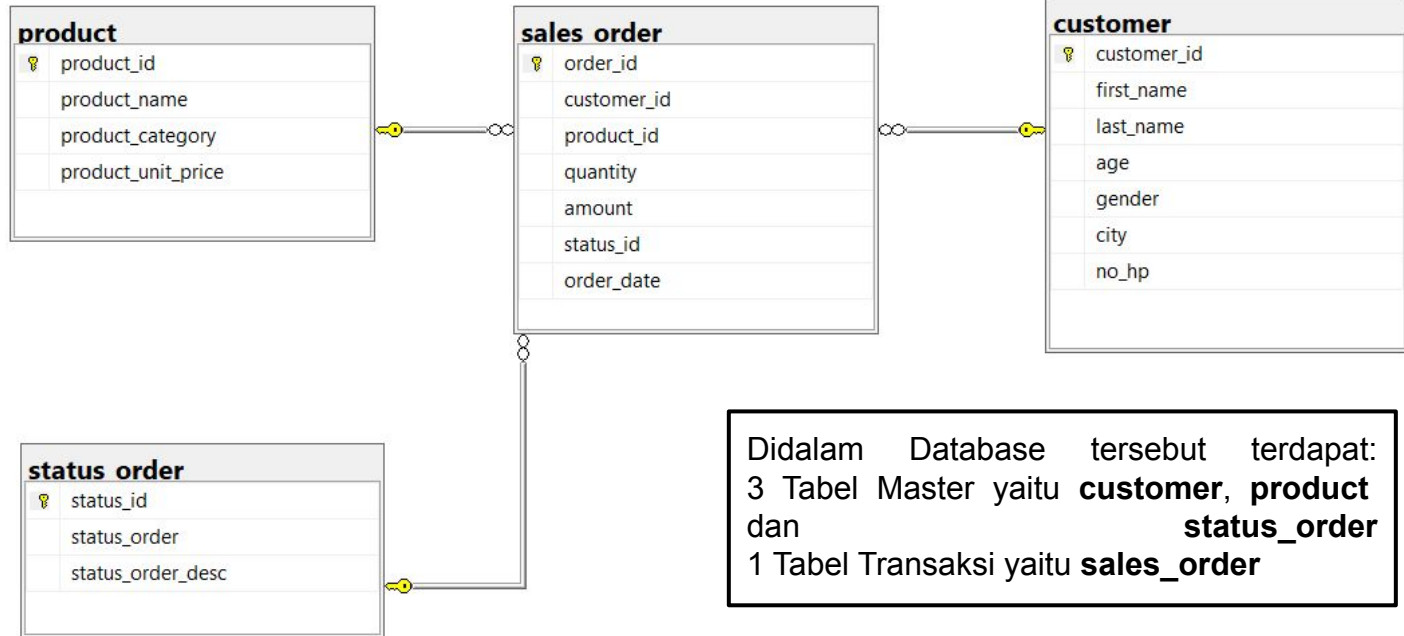 product
product_id
product_name
product_category
product_unit_price
sales_order
order_id
customer_id
product_id
quantity
amount
status_id
order_date
customer
customer_id
first_name
last_name
age
gender
city
no_hp
status_order
status_id
status_order
status_order_desc
Didalam Database tersebut terdapat:
3 Tabel Master yaitu customer, product
dan status_order
1 Tabel Transaksi yaitu sales_order